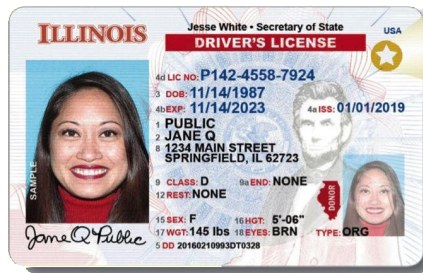 ILLINOIS
Jesse White • Secretary of State
USA
DRIVER'S LICENSE
4d LIC NO: P142-4558-7924
3 DOB: 11/14/1987
4b EXP: 11/14/2023
4a ISS: 01/01/2019
1 PUBLIC
2 JANE Q
8 1234 MAIN STREET
SPRINGFIELD, IL 62723
9 CLASS: D
9a END: NONE
12 REST: NONE
15 SEX: F
16 HGT: 5'-06"
17 WGT: 145 lbs
18 EYES: BRN
TYPE: ORG
5 DD 20160210993DT0328
SAMPLE
DONOR
Jane Q Public